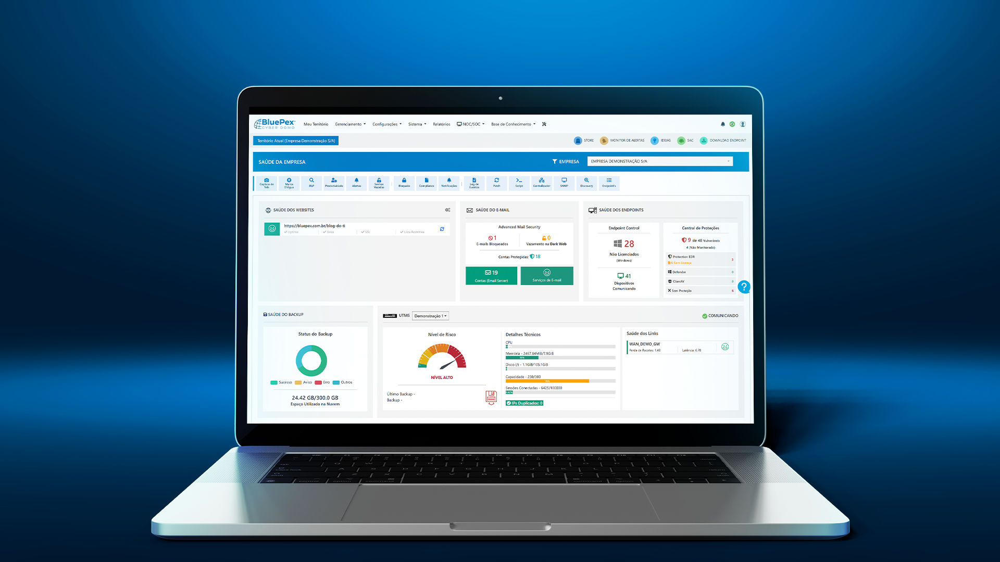 BluePex
CYBER DOMO
Meu Território
Gerenciamento
Configurações
Sistema
Relatórios
NOC/SOC
Base de Conhecimento
Território Atual (Empresa Demonstração S/A)
STORE
MONITOR DE ALERTAS
IDEIAS
SAC
DOWNLOAD ENDPOINT
SAÚDE DA EMPRESA
EMPRESA
EMPRESA DEMONSTRAÇÃO S/A
Captura de
Tela
Marca
D'Água
DLP
Produtividade
Alertas
Senhas
Vazadas
Bloqueio
Compliance
Notificações
Log de
Eventos
Patch
Script
Centralizador
SNMP
Discovery
Endpoint's
SAÚDE DOS WEBSITES
https://bluepex.com.br/blog-do-ti
Uptime
Erros
SSL
Lista Restritiva
SAÚDE DO E-MAIL
Advanced Mail Security
1
E-mails Bloqueados
0
Vazamento na Dark Web
Contas Protegidas: 18
19
Contas (Email Server)
Serviços de E-mail
SAÚDE DOS ENDPOINTS
Endpoint Control
28
Não Licenciados
(Windows)
41
Dispositivos
Comunicando
Central de Proteções
9 de 48 Vulneráveis
4 (Não Monitorado)
Protection EDR
6 Sem Licença
3
Defender 0
ClamAV 0
Sem Proteção 6
?
SAÚDE DO BACKUP
Status do Backup
Sucesso
Aviso
Erro
Outros
24.42 GB/300.0 GB
Espaço Utilizado na Nuvem
UTMS
Demonstração 1
COMUNICANDO
Nível de Risco
NÍVEL ALTO
Último Backup -
Backup -
Detalhes Técnicos
CPU
Memória - 2467.84MiB/7.9GiB
30%
Disco (/) - 1.1GiB/105.1GiB
Capacidade - 230/300
76%
Sessões Conectadas - 6425/100000
IPs Duplicados: 0
Saúde dos Links
WAN_DEMO_GW
Perda de Pacotes: 1.48
Latência: 6.78